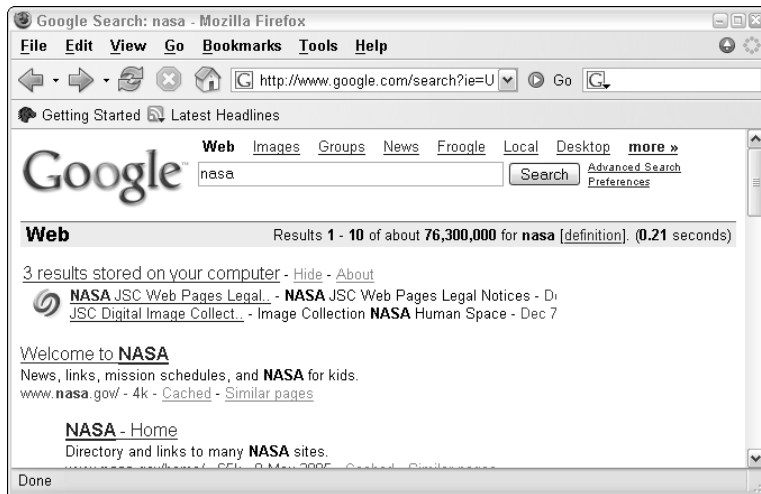 Google Search: nasa - Mozilla Firefox
File Edit View Go Bookmarks Tools Help
G http://www.google.com/search?ie=U Go G
Getting Started Latest Headlines
Google™ Web Images Groups News Froogle Local Desktop more »
nasa Search Advanced Search
Preferences
Web Results 1 - 10 of about 76,300,000 for nasa [definition]. (0.21 seconds)
3 results stored on your computer - Hide - About
NASA JSC Web Pages Legal.. - NASA JSC Web Pages Legal Notices -
JSC Digital Image Collect.. - Image Collection NASA Human Space - Dec 7
Welcome to NASA
News, links, mission schedules, and NASA for kids.
www.nasa.gov/ - 4k - Cached - Similar pages
NASA - Home
Directory and links to many NASA sites.
Done